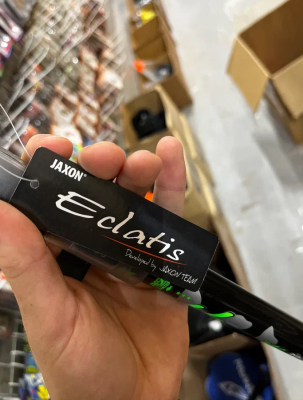 JAXON®
Eclatis
Developed by JAXON TEAM